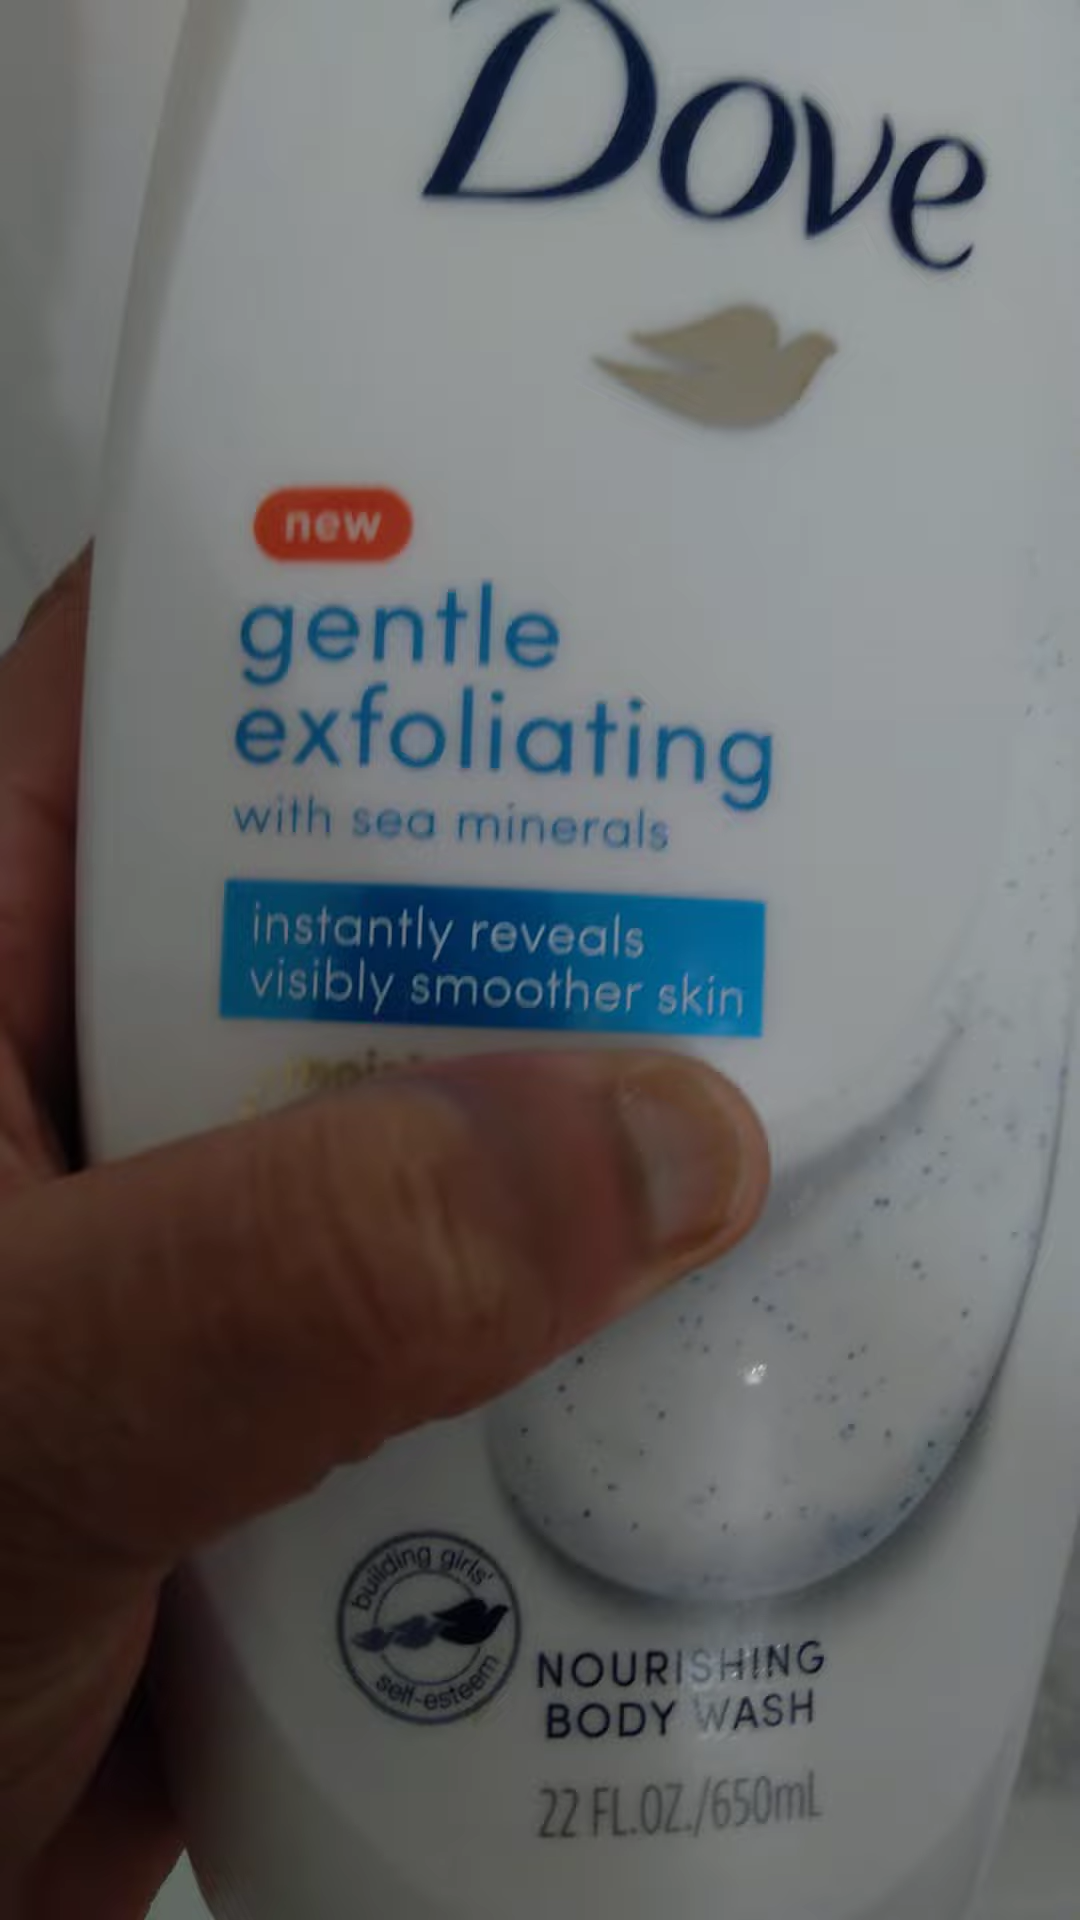 Dove
new
gentle
exfoliating
with sea minerals
instantly reveals
visibly smoother skin
building girls'
self-esteem
NOURISHING
BODY WASH
22 FL.OZ./650mL